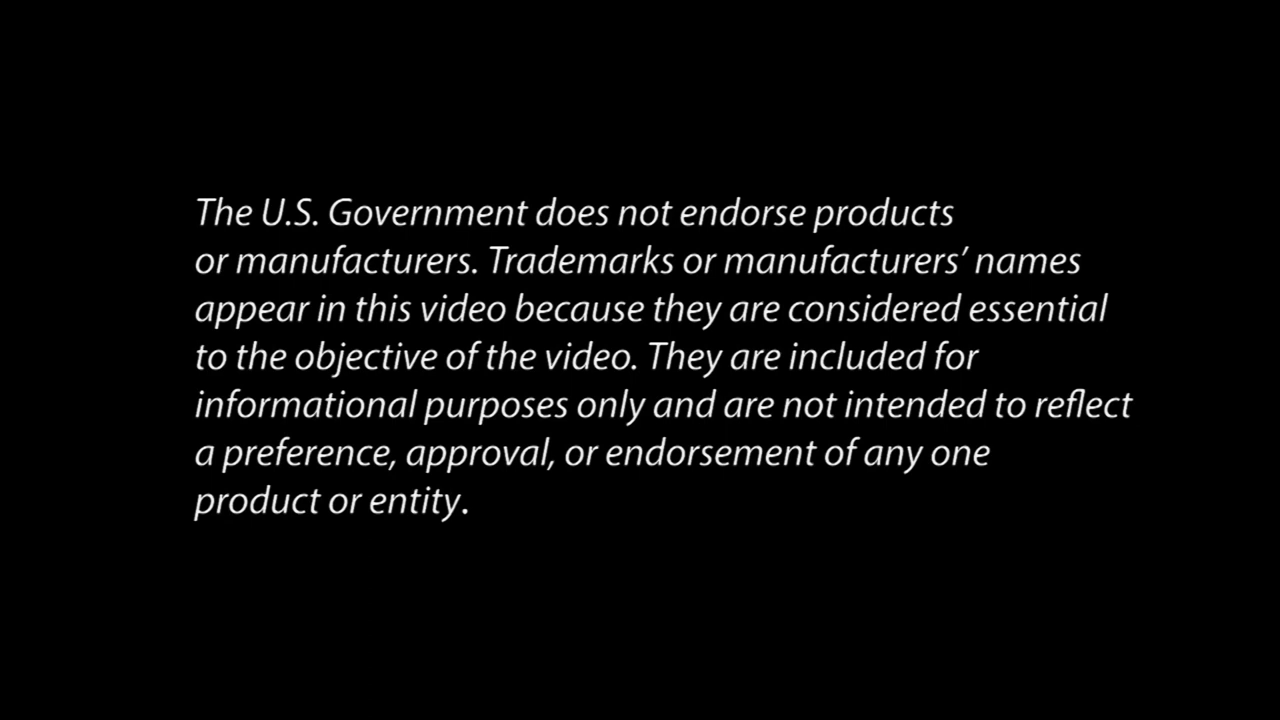 The U.S. Government does not endorse products
or manufacturers. Trademarks or manufacturers’ names
appear in this video because they are considered essential
to the objective of the video. They are included for
informational purposes only and are not intended to reflect
a preference, approval, or endorsement of any one
product or entity.